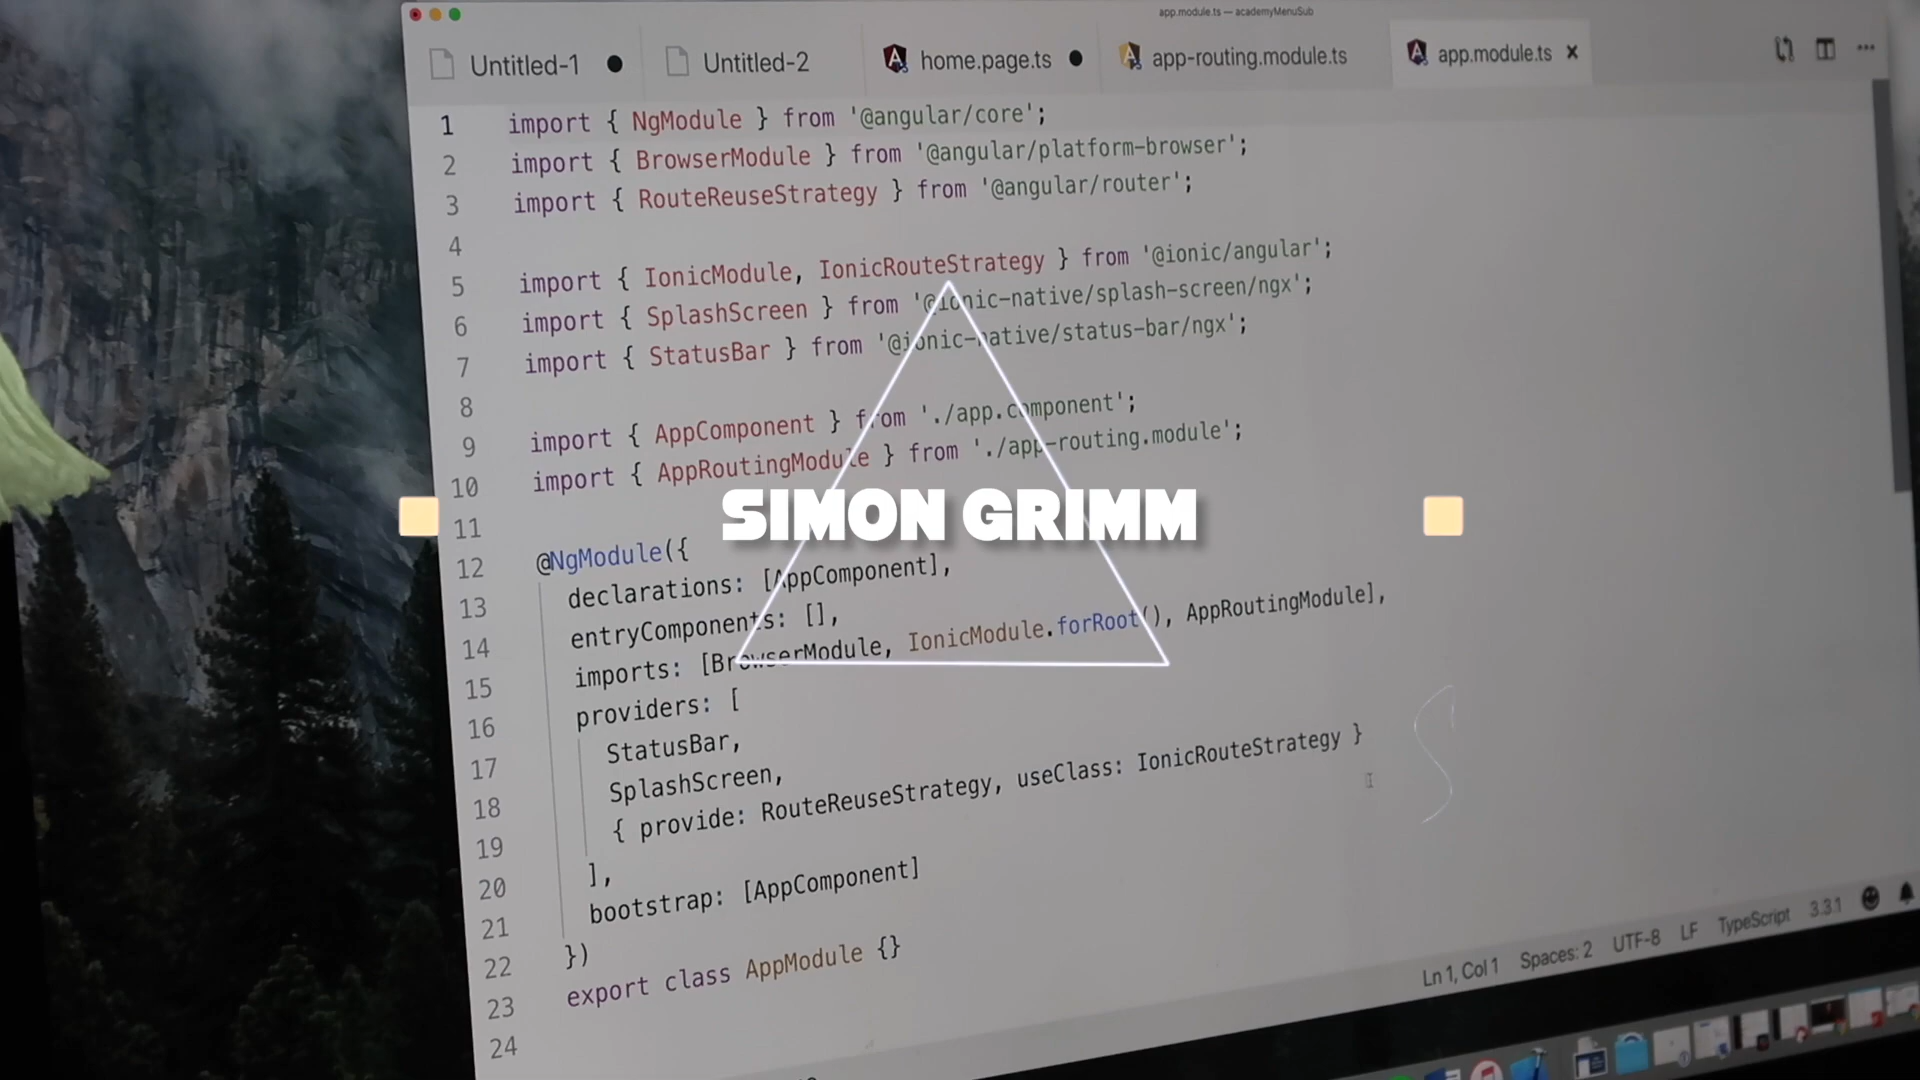 app.module.ts — academyMenuSub
Untitled-1 Untitled-2 home.page.ts app-routing.module.ts app.module.ts
1 import { NgModule } from '@angular/core';
2 import { BrowserModule } from '@angular/platform-browser';
3 import { RouteReuseStrategy } from '@angular/router';
4
5 import { IonicModule, IonicRouteStrategy } from '@ionic/angular';
6 import { SplashScreen } from '@ionic-native/splash-screen/ngx';
7 import { StatusBar } from '@ionic-native/status-bar/ngx';
8
9 import { AppComponent } from './app.component';
10 import { AppRoutingModule } from './app-routing.module';
11
SIMON GRIMM
12 @NgModule({
13 declarations: [AppComponent],
14 entryComponents: [],
15 imports: [BrowserModule, IonicModule.forRoot(), AppRoutingModule],
16 providers: [
17 StatusBar,
18 SplashScreen,
19 { provide: RouteReuseStrategy, useClass: IonicRouteStrategy }
20 ],
21 bootstrap: [AppComponent]
22 })
23 export class AppModule {}
24
Ln 1, Col 1 Spaces: 2 UTF-8 LF TypeScript 3.3.1